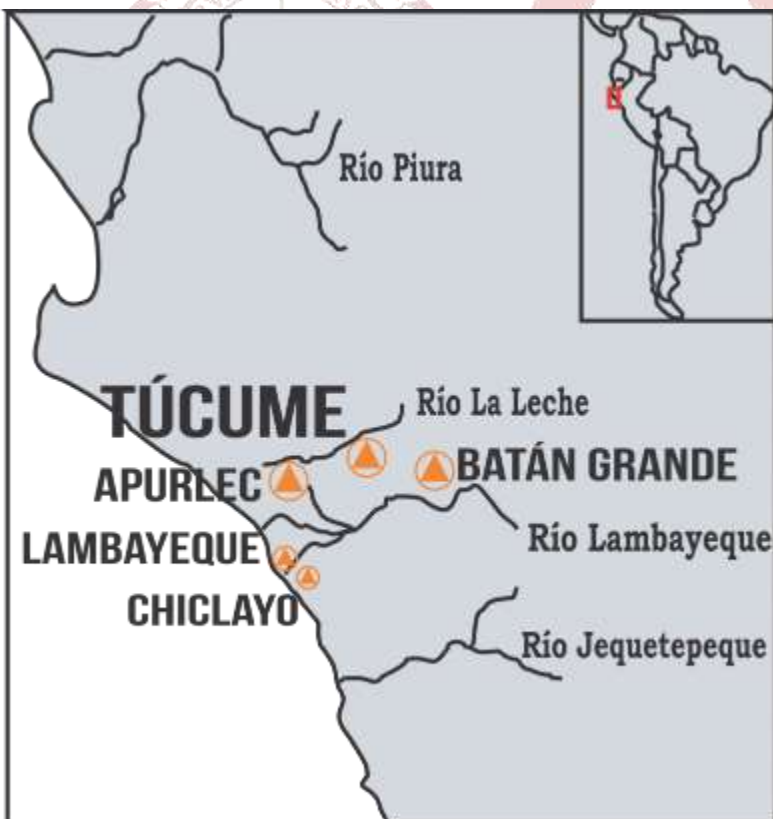 Río Piura
TÚCUME
Río La Leche
APURLEC
BATÁN GRANDE
LAMBAYEQUE
Río Lambayeque
CHICLAYO
Río Jequetepeque